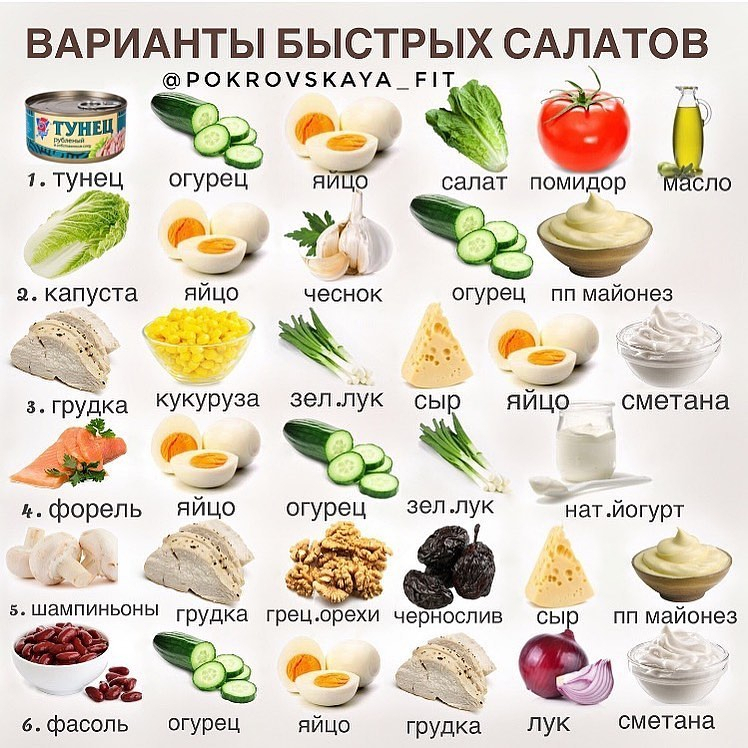 ВАРИАНТЫ БЫСТРЫХ САЛАТОВ
@POKROVSKAYA_FIT
ТУНЕЦ
рубленый
1. тунец огурец яйцо салат помидор масло
2. капуста яйцо чеснок огурец пп майонез
3. грудка кукуруза зел.лук сыр яйцо сметана
4. форель яйцо огурец зел.лук нат.йогурт
5. шампиньоны грудка грец.орехи чернослив сыр пп майонез
6. фасоль огурец яйцо грудка лук сметана